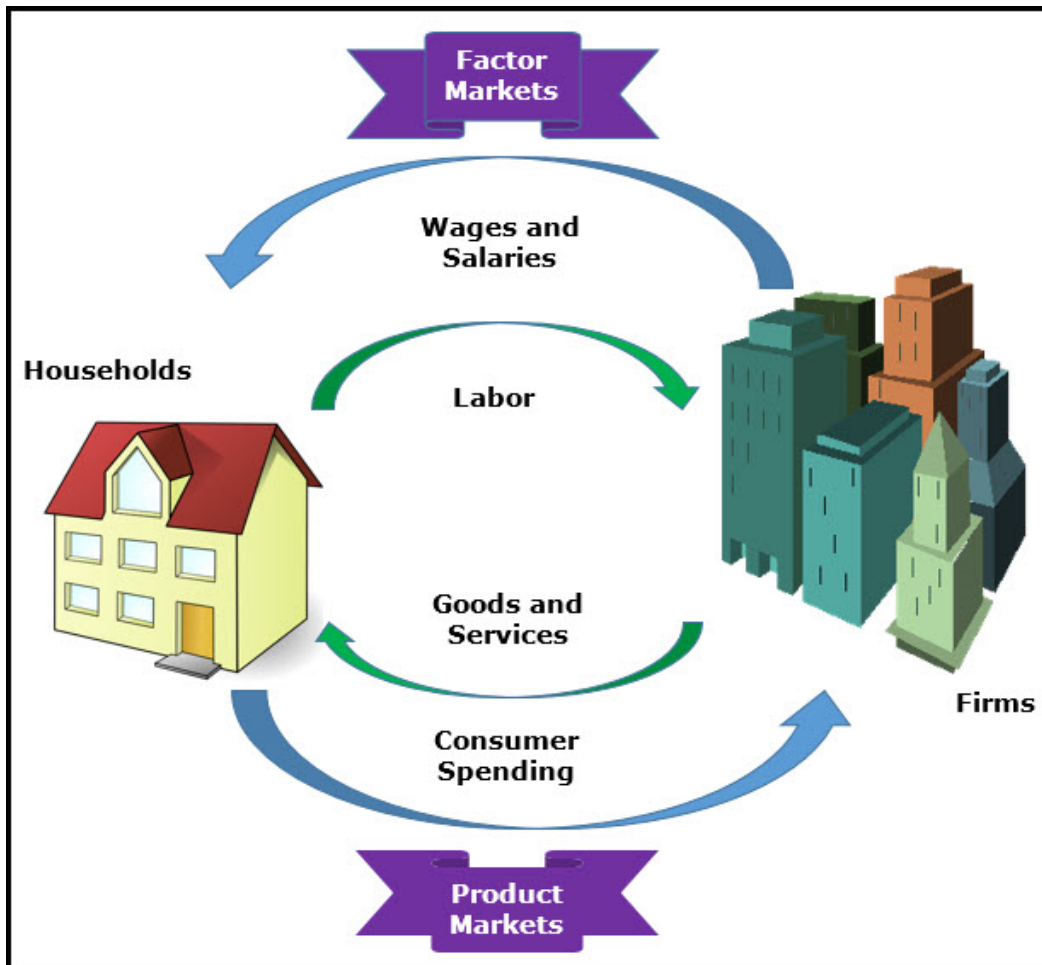 Factor
Markets
Wages and
Salaries
Households
Labor
Goods and
Services
Firms
Consumer
Spending
Product
Markets